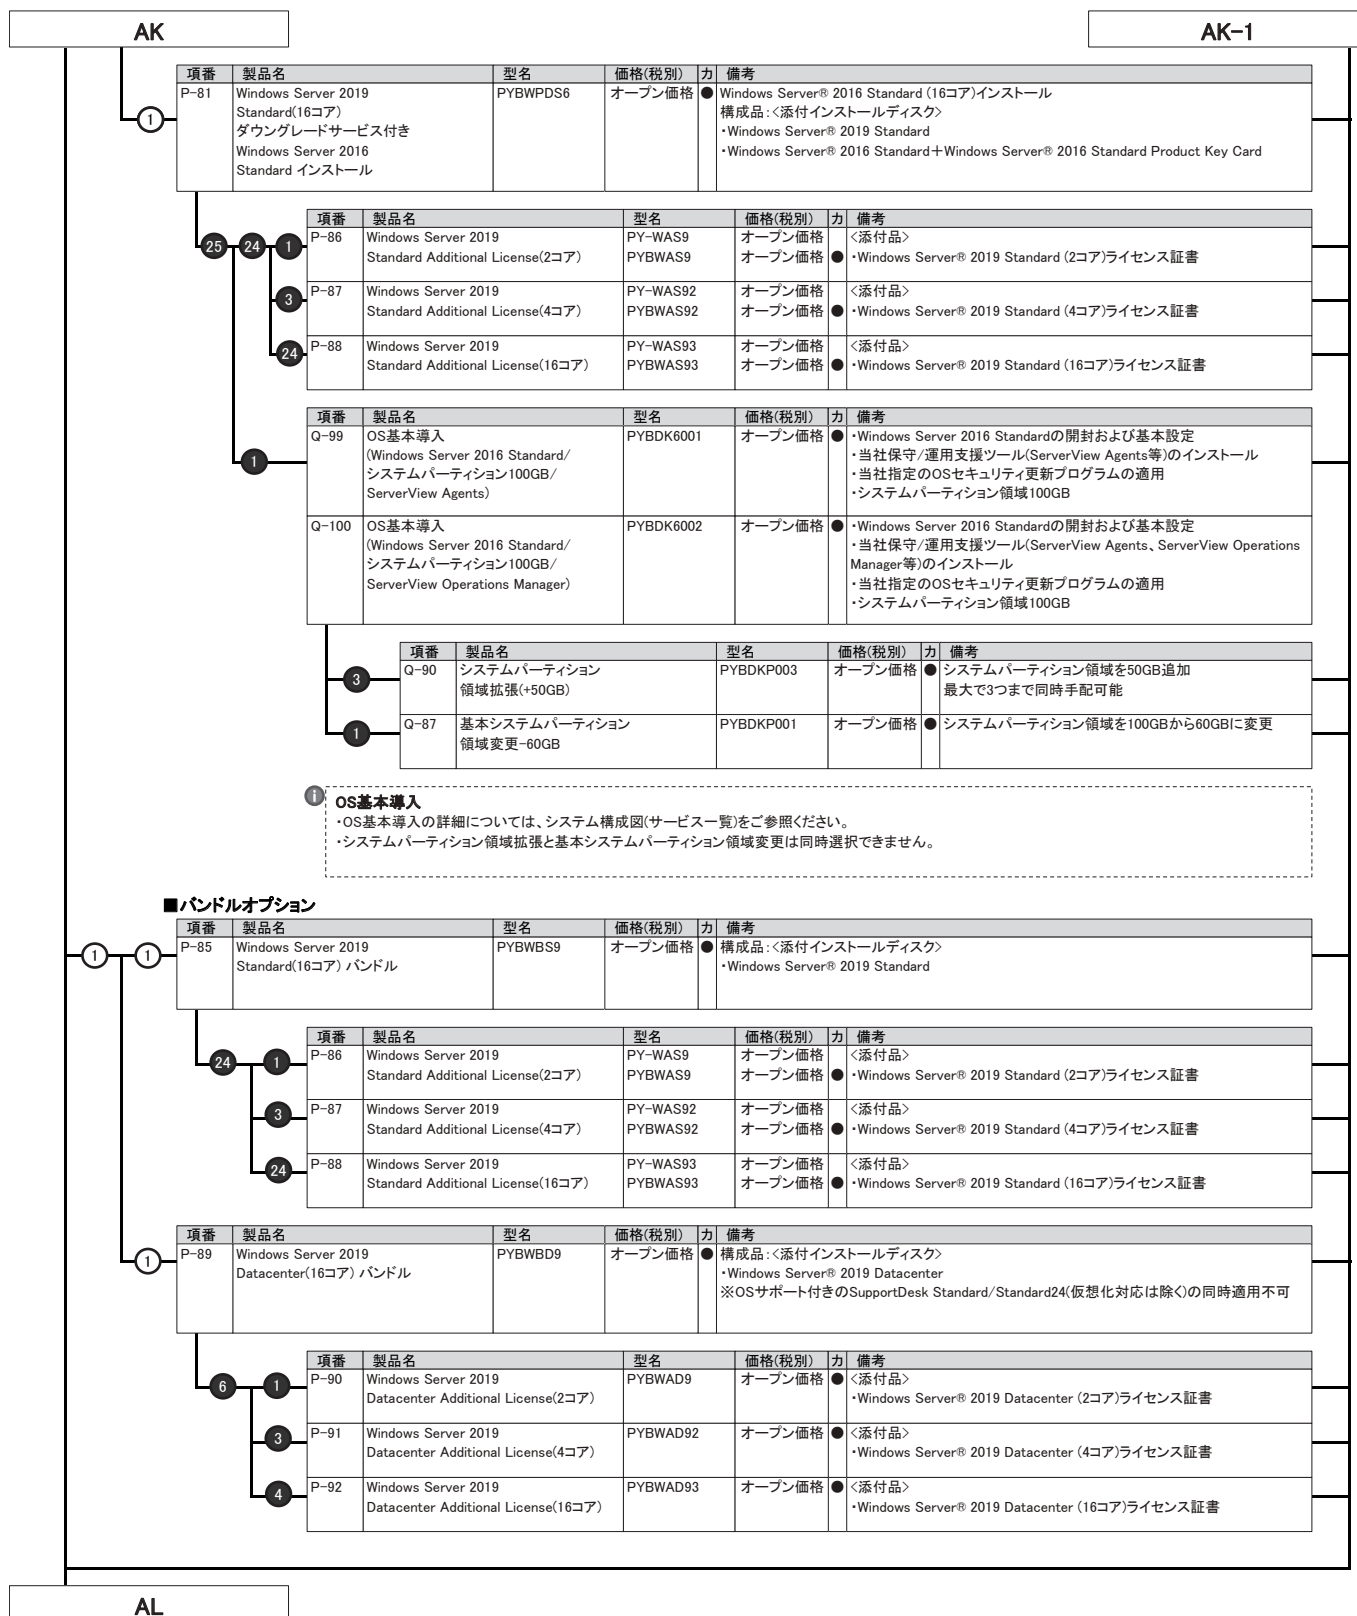 AK
AK-1
項番 製品名 型名 価格(税別) カ 備考
P-81 Windows Server 2019 PYBWPDS6 オープン価格 ● Windows Server® 2016 Standard (16コア)インストール
Standard(16コア) 構成品:<添付インストールディスク>
ダウングレードサービス付き ・Windows Server® 2019 Standard
Windows Server 2016 ・Windows Server® 2016 Standard+Windows Server® 2016 Standard Product Key Card
Standard インストール
1
項番 製品名 型名 価格(税別) カ 備考
25 24 1 P-86 Windows Server 2019 PY-WAS9 オープン価格 <添付品>
Standard Additional License(2コア) PYBWAS9 オープン価格 ● ・Windows Server® 2019 Standard (2コア)ライセンス証書
3 P-87 Windows Server 2019 PY-WAS92 オープン価格 <添付品>
Standard Additional License(4コア) PYBWAS92 オープン価格 ● ・Windows Server® 2019 Standard (4コア)ライセンス証書
24 P-88 Windows Server 2019 PY-WAS93 オープン価格 <添付品>
Standard Additional License(16コア) PYBWAS93 オープン価格 ● ・Windows Server® 2019 Standard (16コア)ライセンス証書
項番 製品名 型名 価格(税別) カ 備考
Q-99 OS基本導入 PYBDK6001 オープン価格 ● ・Windows Server 2016 Standardの開封および基本設定
(Windows Server 2016 Standard/ ・当社保守/運用支援ツール(ServerView Agents等)のインストール
1 システムパーティション100GB/ ・当社指定のOSセキュリティ更新プログラムの適用
ServerView Agents) ・システムパーティション領域100GB
Q-100 OS基本導入 PYBDK6002 オープン価格 ● ・Windows Server 2016 Standardの開封および基本設定
(Windows Server 2016 Standard/ ・当社保守/運用支援ツール(ServerView Agents、ServerView Operations
システムパーティション100GB/ Manager等)のインストール
ServerView Operations Manager) ・当社指定のOSセキュリティ更新プログラムの適用
・システムパーティション領域100GB
項番 製品名 型名 価格(税別) カ 備考
3 Q-90 システムパーティション PYBDKP003 オープン価格 ● システムパーティション領域を50GB追加
領域拡張(+50GB) 最大で3つまで同時手配可能
1 Q-87 基本システムパーティション PYBDKP001 オープン価格 ● システムパーティション領域を100GBから60GBに変更
領域変更-60GB
i OS基本導入
・OS基本導入の詳細については、システム構成図(サービス一覧)をご参照ください。
・システムパーティション領域拡張と基本システムパーティション領域変更は同時選択できません。
■バンドルオプション
項番 製品名 型名 価格(税別) カ 備考
1 1 P-85 Windows Server 2019 PYBWBS9 オープン価格 ● 構成品:<添付インストールディスク>
Standard(16コア) バンドル ・Windows Server® 2019 Standard
項番 製品名 型名 価格(税別) カ 備考
24 1 P-86 Windows Server 2019 PY-WAS9 オープン価格 <添付品>
Standard Additional License(2コア) PYBWAS9 オープン価格 ● ・Windows Server® 2019 Standard (2コア)ライセンス証書
3 P-87 Windows Server 2019 PY-WAS92 オープン価格 <添付品>
Standard Additional License(4コア) PYBWAS92 オープン価格 ● ・Windows Server® 2019 Standard (4コア)ライセンス証書
24 P-88 Windows Server 2019 PY-WAS93 オープン価格 <添付品>
Standard Additional License(16コア) PYBWAS93 オープン価格 ● ・Windows Server® 2019 Standard (16コア)ライセンス証書
項番 製品名 型名 価格(税別) カ 備考
1 P-89 Windows Server 2019 PYBWBD9 オープン価格 ● 構成品:<添付インストールディスク>
Datacenter(16コア) バンドル ・Windows Server® 2019 Datacenter
※OSサポート付きのSupportDesk Standard/Standard24(仮想化対応は除く)の同時適用不可
項番 製品名 型名 価格(税別) カ 備考
6 1 P-90 Windows Server 2019 PYBWAD9 オープン価格 ● <添付品>
Datacenter Additional License(2コア) ・Windows Server® 2019 Datacenter (2コア)ライセンス証書
3 P-91 Windows Server 2019 PYBWAD92 オープン価格 ● <添付品>
Datacenter Additional License(4コア) ・Windows Server® 2019 Datacenter (4コア)ライセンス証書
4 P-92 Windows Server 2019 PYBWAD93 オープン価格 ● <添付品>
Datacenter Additional License(16コア) ・Windows Server® 2019 Datacenter (16コア)ライセンス証書
AL